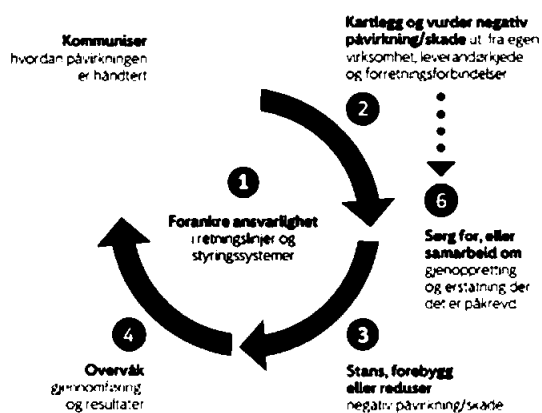 Kommuniser
hvordan påvirkningen
er håndtert
Kartlegg og vurder negativ
påvirkning/skade ut fra egen
virksomhet, leverandørkjede
og forretningsforbindelser
2
1
Forankre ansvarlighet
i retningslinjer og
styringssystemer
6
Sørg for, eller
samarbeid om
gjenoppretting
og erstatning der
det er påkrevd
4
Overvåk
gjennomføring
og resultater
3
Stans, forebygg
eller reduser
negativ påvirkning/skade